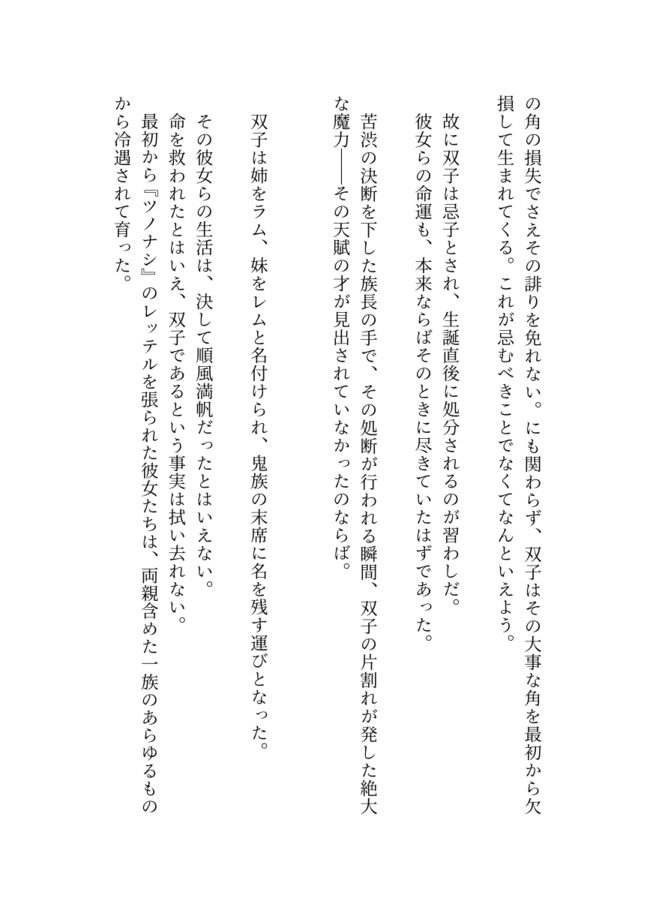 の角の損失でさえその誹りを免れない。にも関わらず、双子はその大事な角を最初から欠
損して生まれてくる。これが忌むべきことでなくてなんといえよう。
故に双子は忌子とされ、生誕直後に処分されるのが習わしだ。
彼女らの命運も、本来ならばそのときに尽きていたはずであった。
苦渋の決断を下した族長の手で、その処断が行われる瞬間、双子の片割れが発した絶大
な魔力――その天賦の才が見出されていなかったのならば。
双子は姉をラム、妹をレムと名付けられ、鬼族の末席に名を残す運びとなった。
その彼女らの生活は、決して順風満帆だったとはいえない。
命を救われたとはいえ、双子であるという事実は拭い去れない。
最初から『ツノナシ』のレッテルを張られた彼女たちは、両親含めた一族のあらゆるもの
から冷遇されて育った。